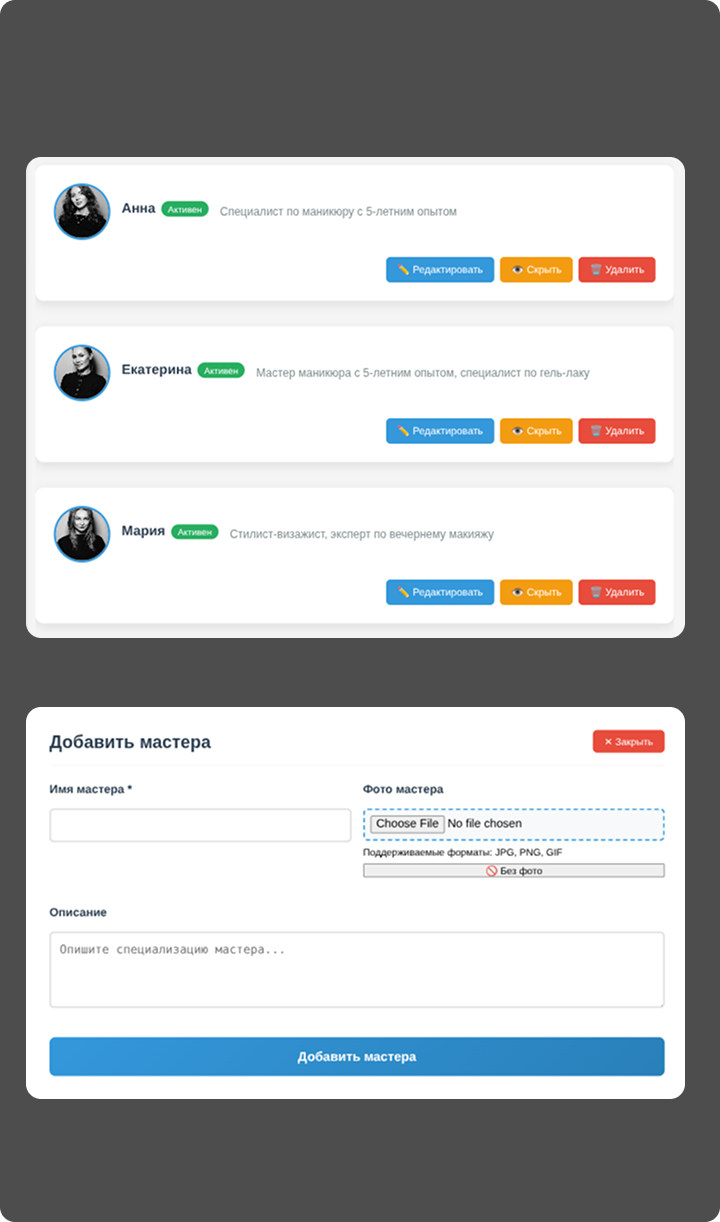 Анна Активен Специалист по маникюру с 5-летним опытом
✏️ Редактировать 👁️ Скрыть 🗑️ Удалить
Екатерина Активен Мастер маникюра с 5-летним опытом, специалист по гель-лаку
✏️ Редактировать 👁️ Скрыть 🗑️ Удалить
Мария Активен Стилист-визажист, эксперт по вечернему макияжу
✏️ Редактировать 👁️ Скрыть 🗑️ Удалить
Добавить мастера ✕ Закрыть
Имя мастера * Фото мастера
Choose File No file chosen
Поддерживаемые форматы: JPG, PNG, GIF
🚫 Без фото
Описание
Опишите специализацию мастера...
Добавить мастера